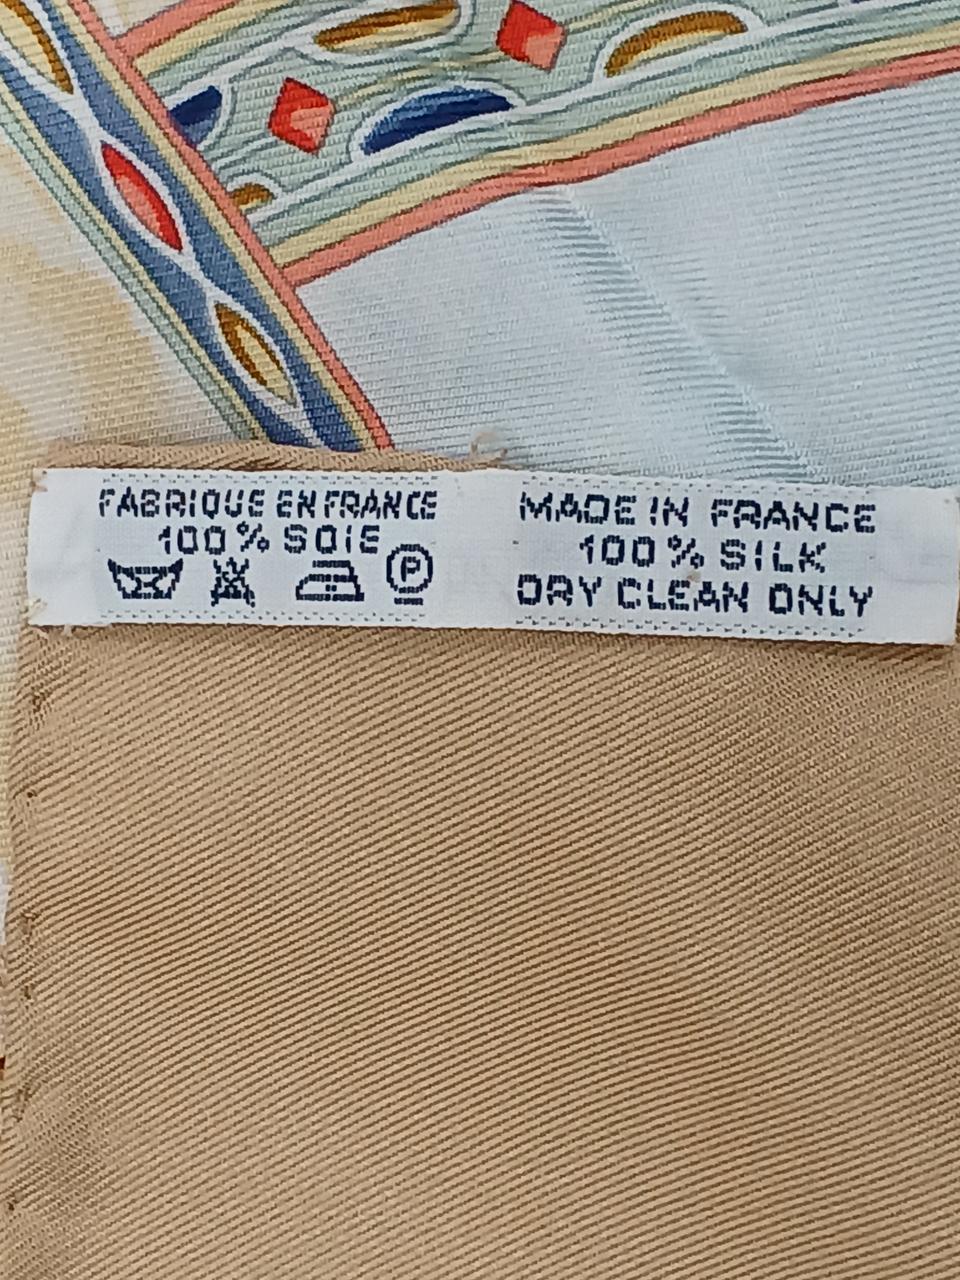 FABRIQUE EN FRANCE
100% SOIE
P
MADE IN FRANCE
100% SILK
DRY CLEAN ONLY